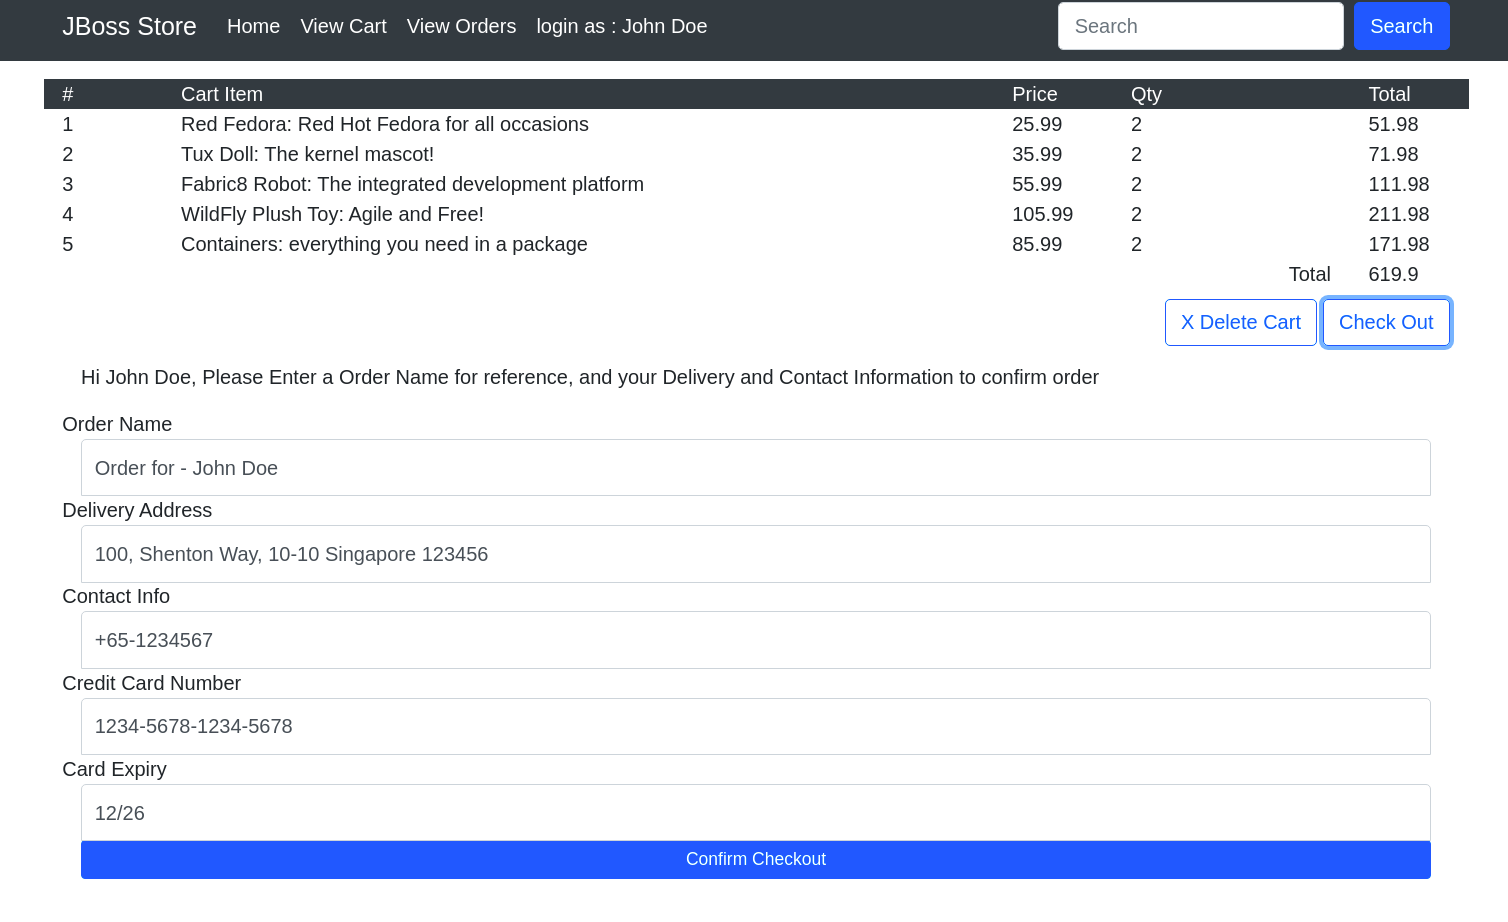 JBoss Store Home View Cart View Orders login as : John Doe Search Search
# Cart Item Price Qty Total
1 Red Fedora: Red Hot Fedora for all occasions 25.99 2 51.98
2 Tux Doll: The kernel mascot! 35.99 2 71.98
3 Fabric8 Robot: The integrated development platform 55.99 2 111.98
4 WildFly Plush Toy: Agile and Free! 105.99 2 211.98
5 Containers: everything you need in a package 85.99 2 171.98
Total 619.9
X Delete Cart Check Out
Hi John Doe, Please Enter a Order Name for reference, and your Delivery and Contact Information to confirm order
Order Name
Order for - John Doe
Delivery Address
100, Shenton Way, 10-10 Singapore 123456
Contact Info
+65-1234567
Credit Card Number
1234-5678-1234-5678
Card Expiry
12/26
Confirm Checkout